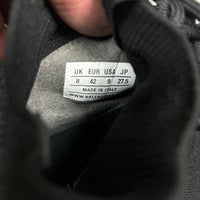 UK EUR USA JP
8 42 9 27.5
MADE IN ITALY